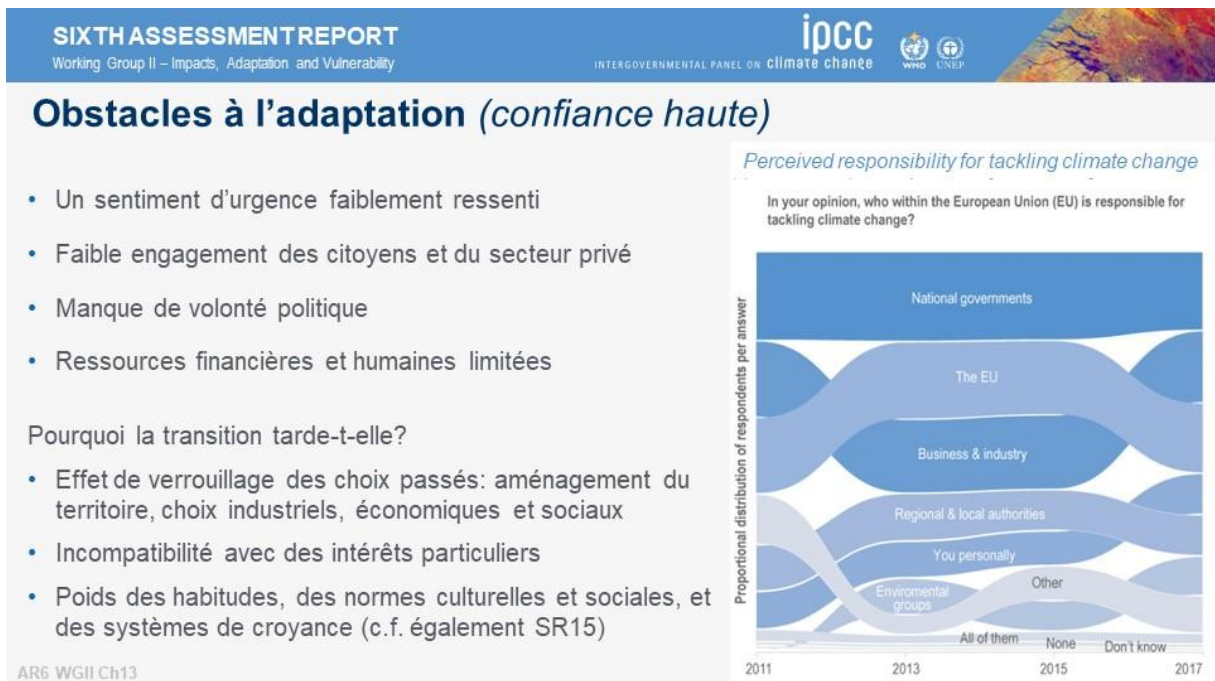 SIXTH ASSESSMENT REPORT
Working Group II – Impacts, Adaptation and Vulnerability
ipcc
INTERGOVERNMENTAL PANEL ON climate change
WMO
UNEP
Obstacles à l’adaptation (confiance haute)
• Un sentiment d’urgence faiblement ressenti
• Faible engagement des citoyens et du secteur privé
• Manque de volonté politique
• Ressources financières et humaines limitées
Pourquoi la transition tarde-t-elle?
• Effet de verrouillage des choix passés: aménagement du
territoire, choix industriels, économiques et sociaux
• Incompatibilité avec des intérêts particuliers
• Poids des habitudes, des normes culturelles et sociales, et
des systèmes de croyance (c.f. également SR15)
AR6 WGII Ch13
Perceived responsibility for tackling climate change
In your opinion, who within the European Union (EU) is responsible for
tackling climate change?
Proportional distribution of respondents per answer
National governments
The EU
Business & industry
Regional & local authorities
You personally
Other
Enviromental
groups
All of them
None
Don't know
2011
2013
2015
2017